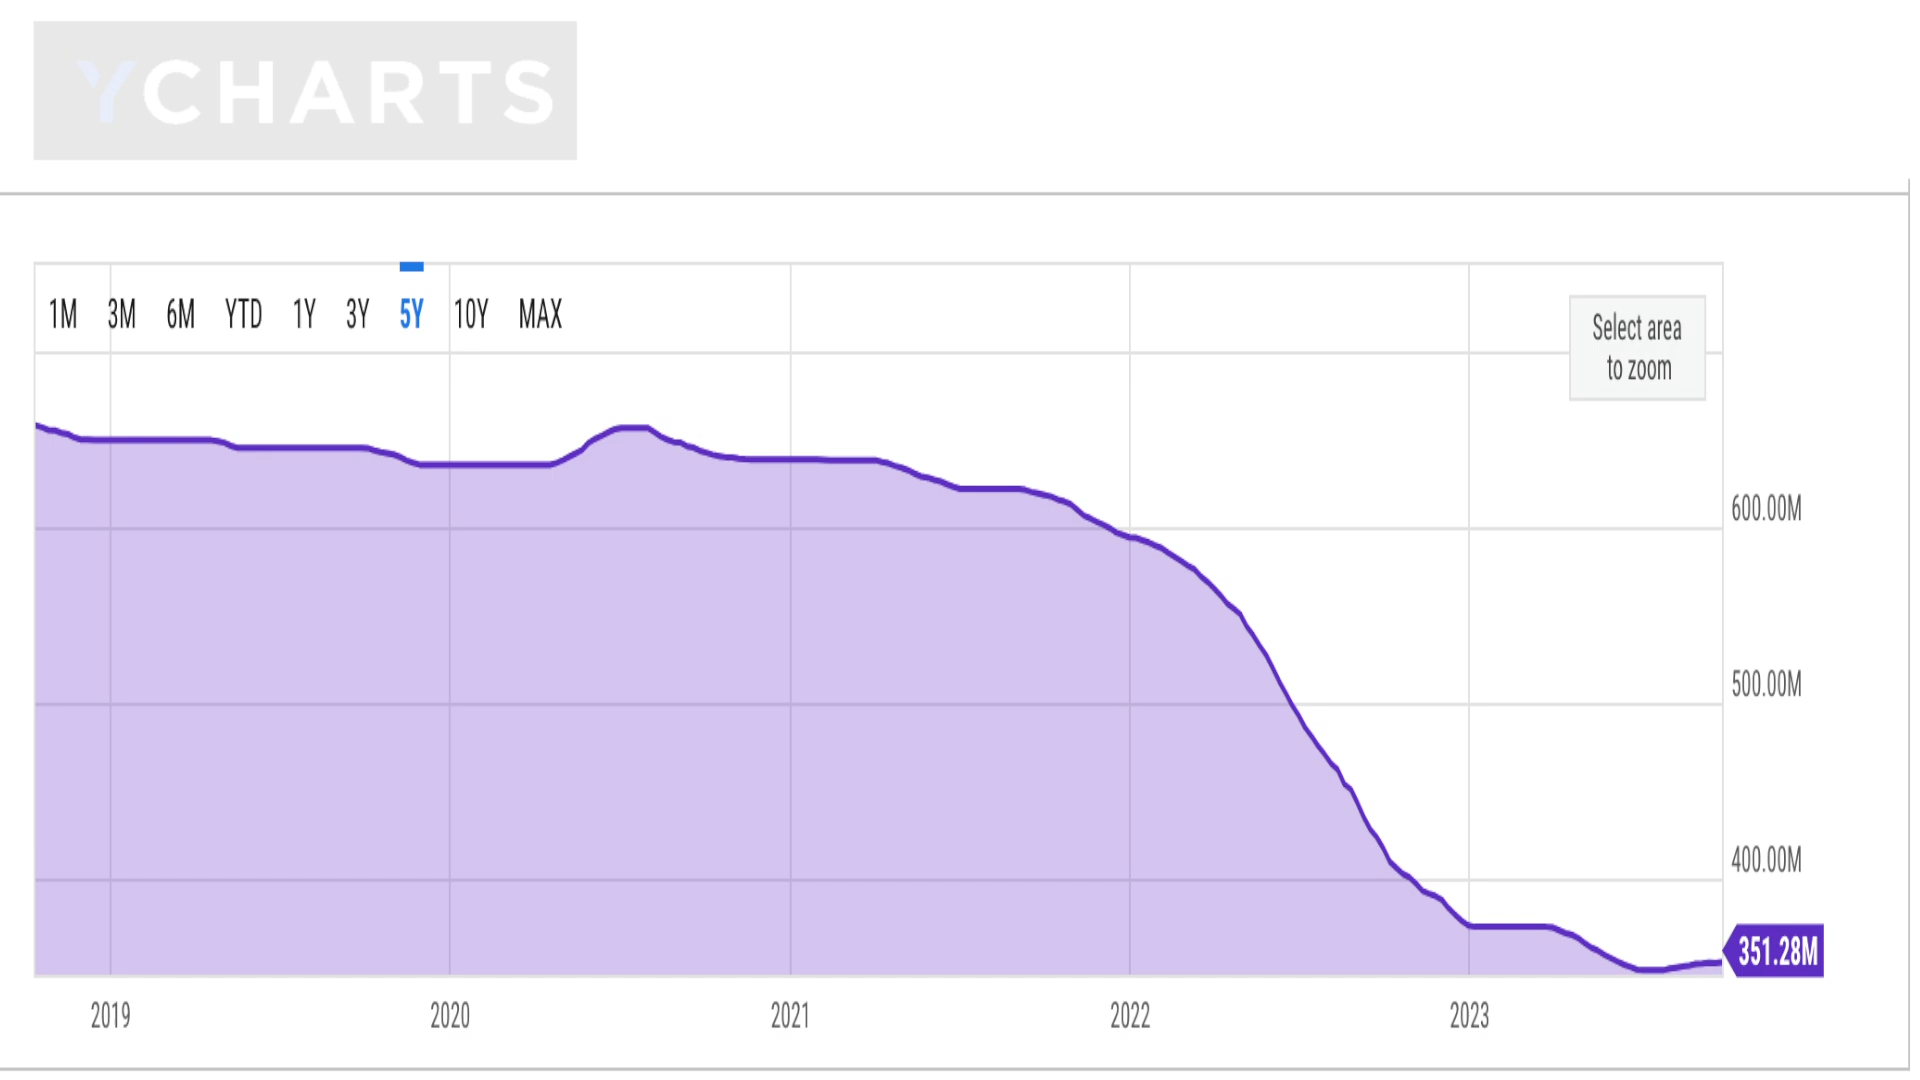 YCHARTS
1M 3M 6M YTD 1Y 3Y 5Y 10Y MAX
Select area
to zoom
600.00M
500.00M
400.00M
351.28M
2019 2020 2021 2022 2023